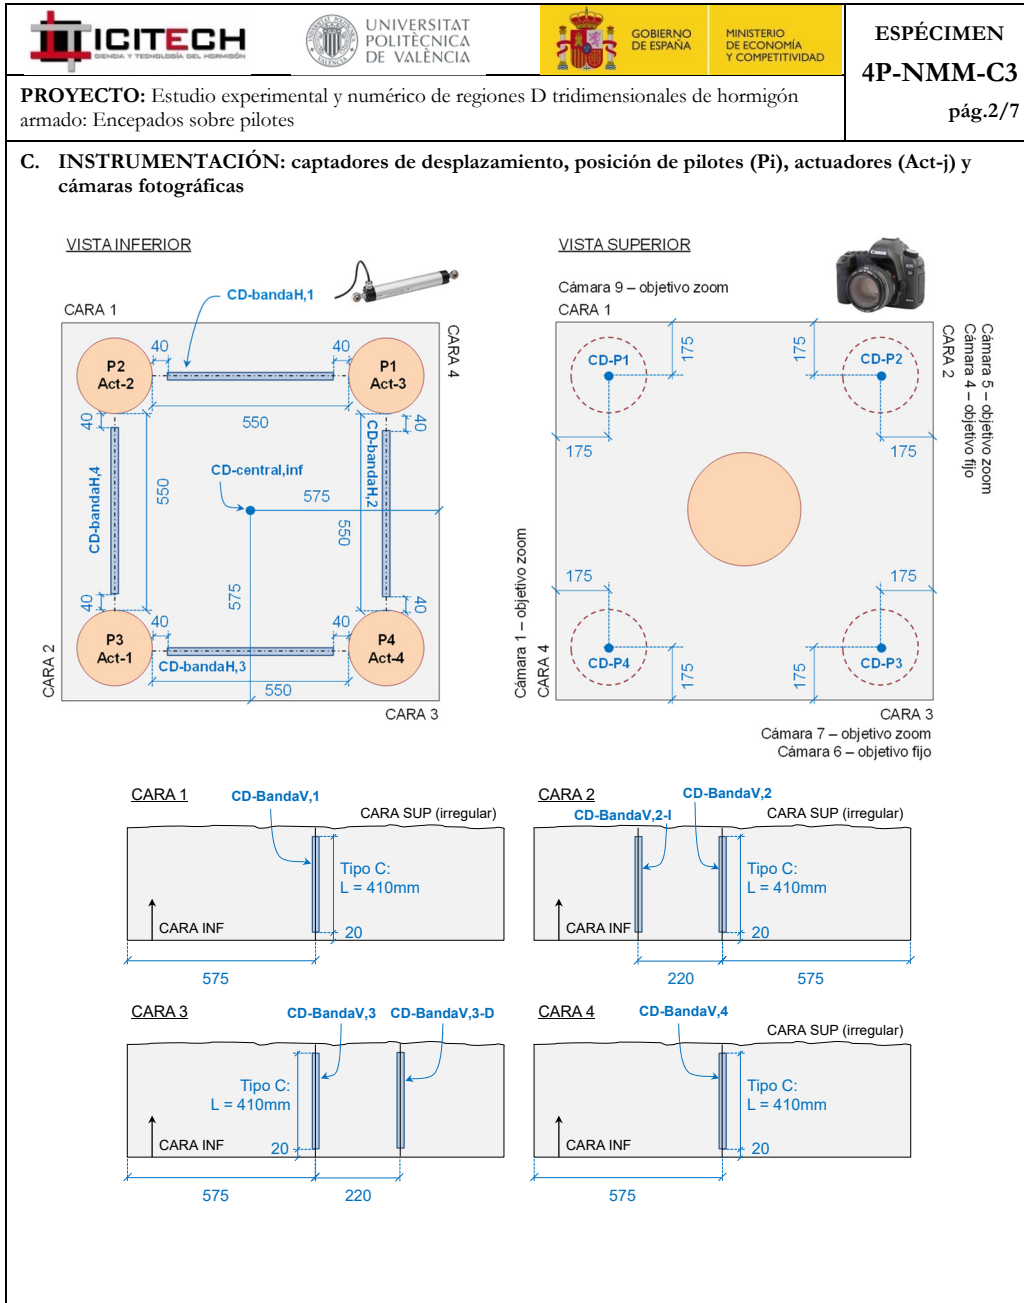 ICITECH
CIENCIA Y TECNOLOGÍA DEL HORMIGÓN
UNIVERSITAT
POLITÈCNICA
DE VALÈNCIA
GOBIERNO
DE ESPAÑA
MINISTERIO
DE ECONOMÍA
Y COMPETITIVIDAD
ESPÉCIMEN
4P-NMM-C3
pág.2/7
PROYECTO: Estudio experimental y numérico de regiones D tridimensionales de hormigón
armado: Encepados sobre pilotes
C. INSTRUMENTACIÓN: captadores de desplazamiento, posición de pilotes (Pi), actuadores (Act-j) y
cámaras fotográficas
VISTA INFERIOR
CARA 1
CD-bandaH,1
CARA 4
P2
Act-2
40
40
P1
Act-3
550
40
40
CD-bandaH,4
550
CD-central,inf
575
CD-bandaH,2
550
575
40
40
P3
Act-1
40
40
P4
Act-4
CD-bandaH,3
550
CARA 2
CARA 3
VISTA SUPERIOR
Canon
Cámara 9 – objetivo zoom
CARA 1
CD-P1
175
175
CD-P2
175
175
CARA 2
Cámara 4 – objetivo fijo
Cámara 5 – objetivo zoom
Cámara 1 – objetivo zoom
CARA 4
175
175
CD-P4
175
175
CD-P3
CARA 3
Cámara 7 – objetivo zoom
Cámara 6 – objetivo fijo
CARA 1
CD-BandaV,1
CARA SUP (irregular)
Tipo C:
L = 410mm
CARA INF
20
575
CARA 2
CD-BandaV,2
CD-BandaV,2-I
CARA SUP (irregular)
Tipo C:
L = 410mm
CARA INF
20
220
575
CARA 3
CD-BandaV,3
CD-BandaV,3-D
Tipo C:
L = 410mm
CARA INF
20
575
220
CARA 4
CD-BandaV,4
CARA SUP (irregular)
Tipo C:
L = 410mm
CARA INF
20
575